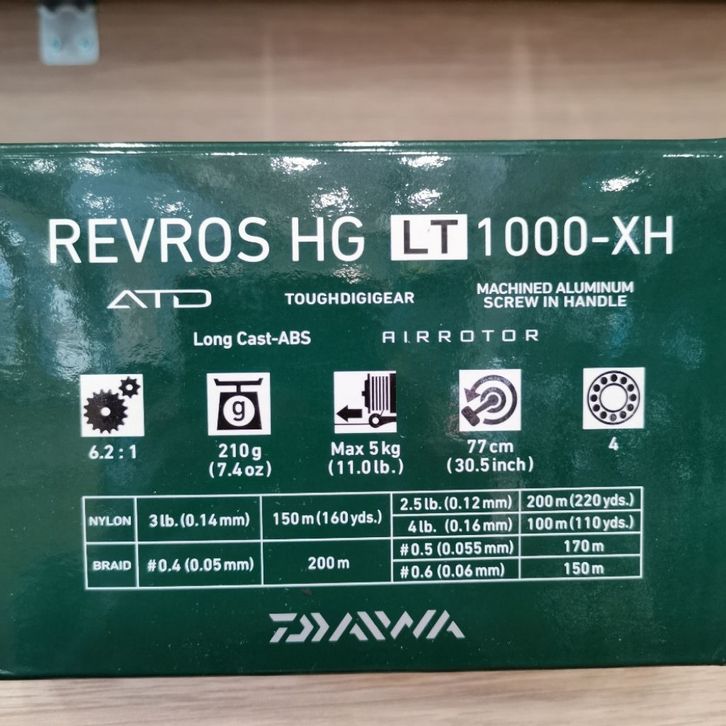 REVROS HG LT 1000-XH
ATD TOUGHDIGIGEAR MACHINED ALUMINUM
SCREW IN HANDLE
Long Cast-ABS AIRROTOR
g
6.2 : 1 210g Max 5kg 77cm 4
(7.4oz) (11.0lb.) (30.5inch)
NYLON 3lb. (0.14mm) 150m (160yds.) 2.5lb. (0.12mm) 200m (220yds.)
4lb. (0.16mm) 100m (110yds.)
BRAID #0.4 (0.05mm) 200m #0.5 (0.055mm) 170m
#0.6 (0.06mm) 150m
DAIWA